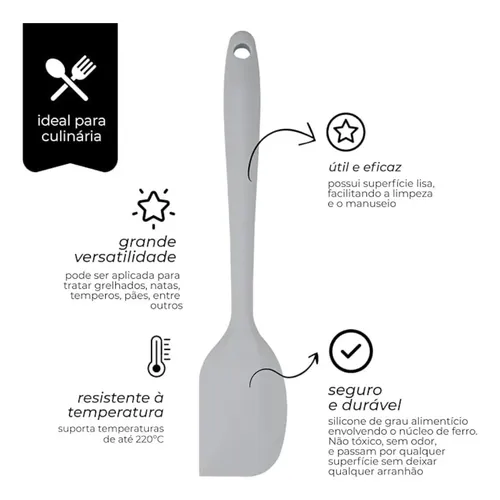 ideal para
culinária
útil e eficaz
possui superfície lisa,
facilitando a limpeza
e o manuseio
grande
versatilidade
pode ser aplicada para
tratar grelhados, natas,
temperos, pães, entre
outros
resistente à
temperatura
suporta temperaturas
de até 220ºC
seguro
e durável
silicone de grau alimentício
envolvendo o núcleo de ferro.
Não tóxico, sem odor,
e passam por qualquer
superfície sem deixar
qualquer arranhão